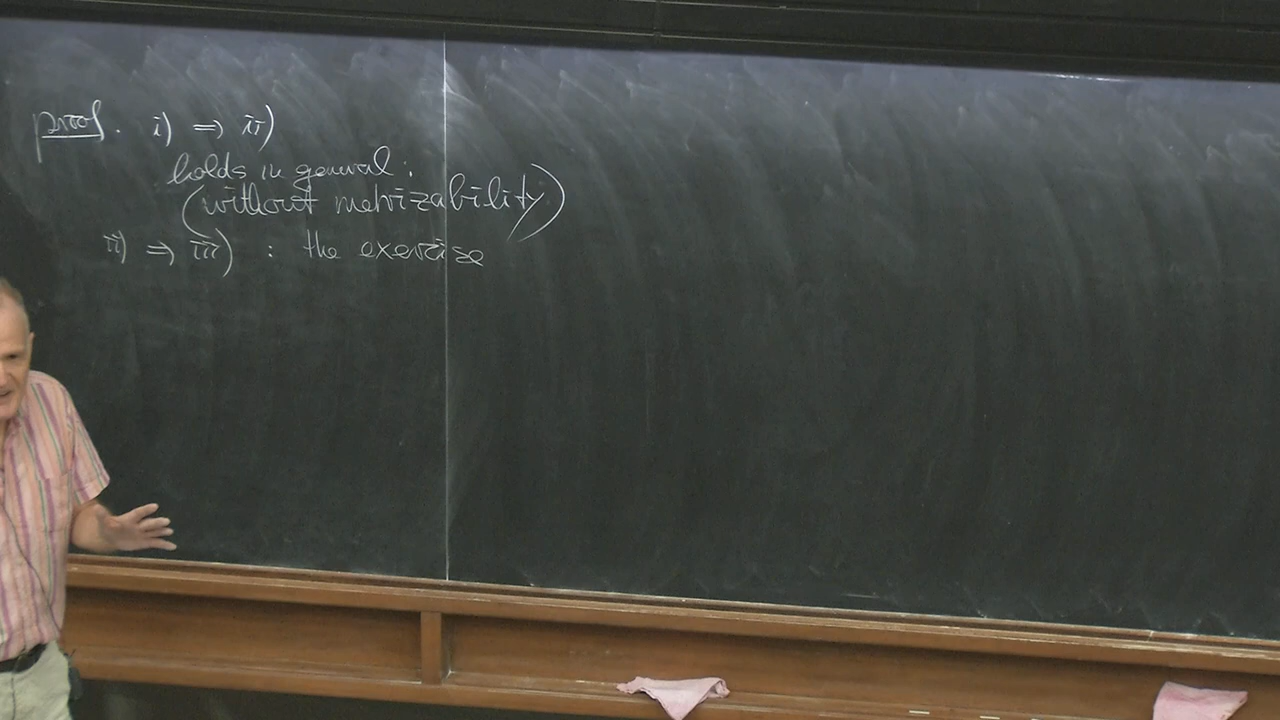 proof. i) ⇒ ii)
holds in general:
(without metrizability)
ii) ⇒ iii) : the exercise